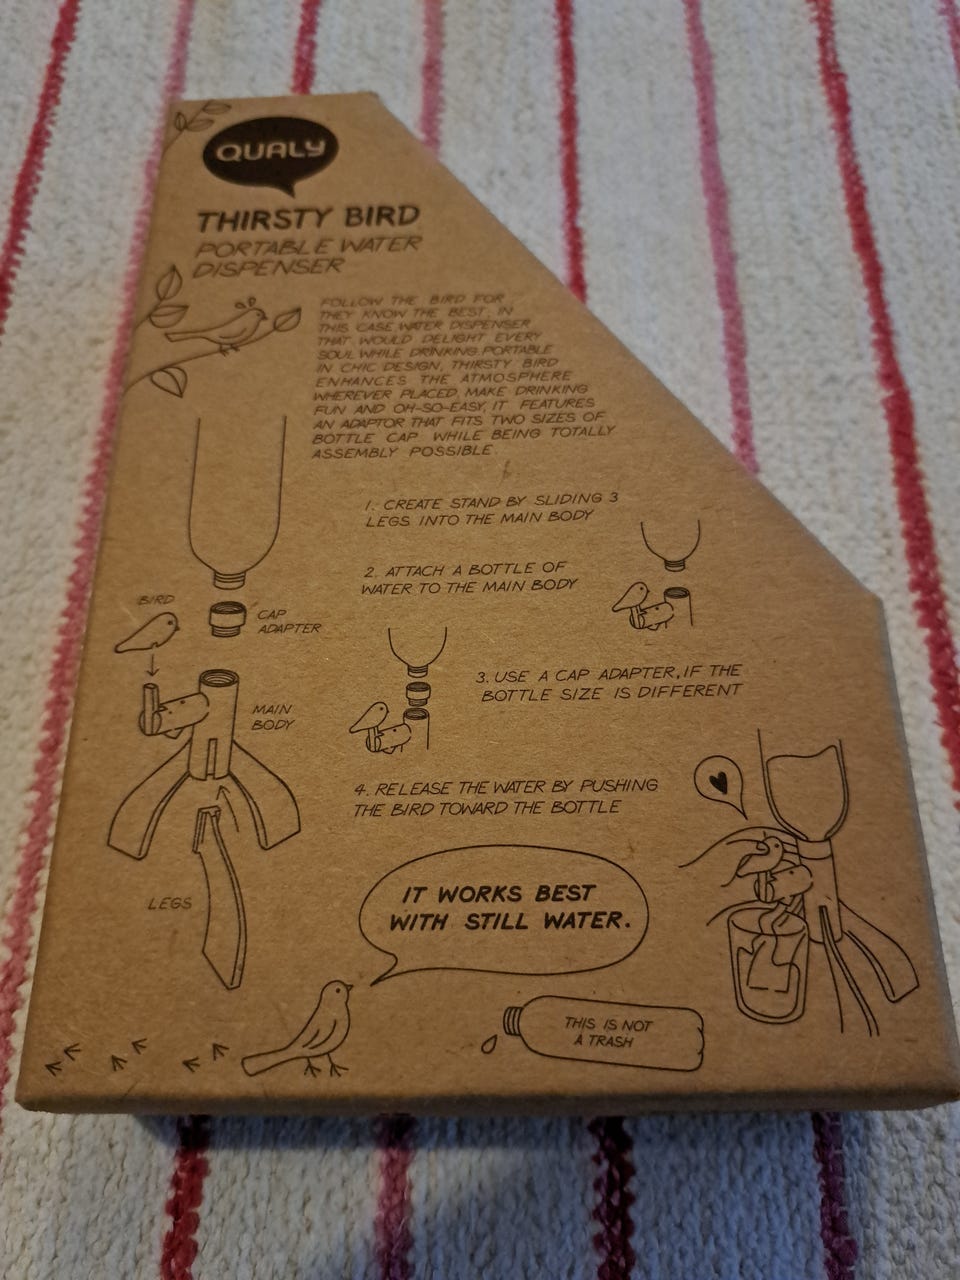 QUALY
THIRSTY BIRD
PORTABLE WATER
DISPENSER
FOLLOW THE BIRD FOR
THEY KNOW THE BEST, IN
THIS CASE, WATER DISPENSER
THAT WOULD DELIGHT EVERY
SOUL WHILE DRINKING. PORTABLE
IN CHIC DESIGN, THIRSTY BIRD
ENHANCES THE ATMOSPHERE
WHEREVER PLACED. MAKE DRINKING
FUN AND OH-SO-EASY, IT FEATURES
AN ADAPTOR THAT FITS TWO SIZES OF
BOTTLE CAP WHILE BEING TOTALLY
ASSEMBLY POSSIBLE.
1. CREATE STAND BY SLIDING 3
LEGS INTO THE MAIN BODY
2. ATTACH A BOTTLE OF
WATER TO THE MAIN BODY
BIRD
CAP
ADAPTER
MAIN
BODY
3. USE A CAP ADAPTER, IF THE
BOTTLE SIZE IS DIFFERENT
4. RELEASE THE WATER BY PUSHING
THE BIRD TOWARD THE BOTTLE
LEGS
IT WORKS BEST
WITH STILL WATER.
THIS IS NOT
A TRASH